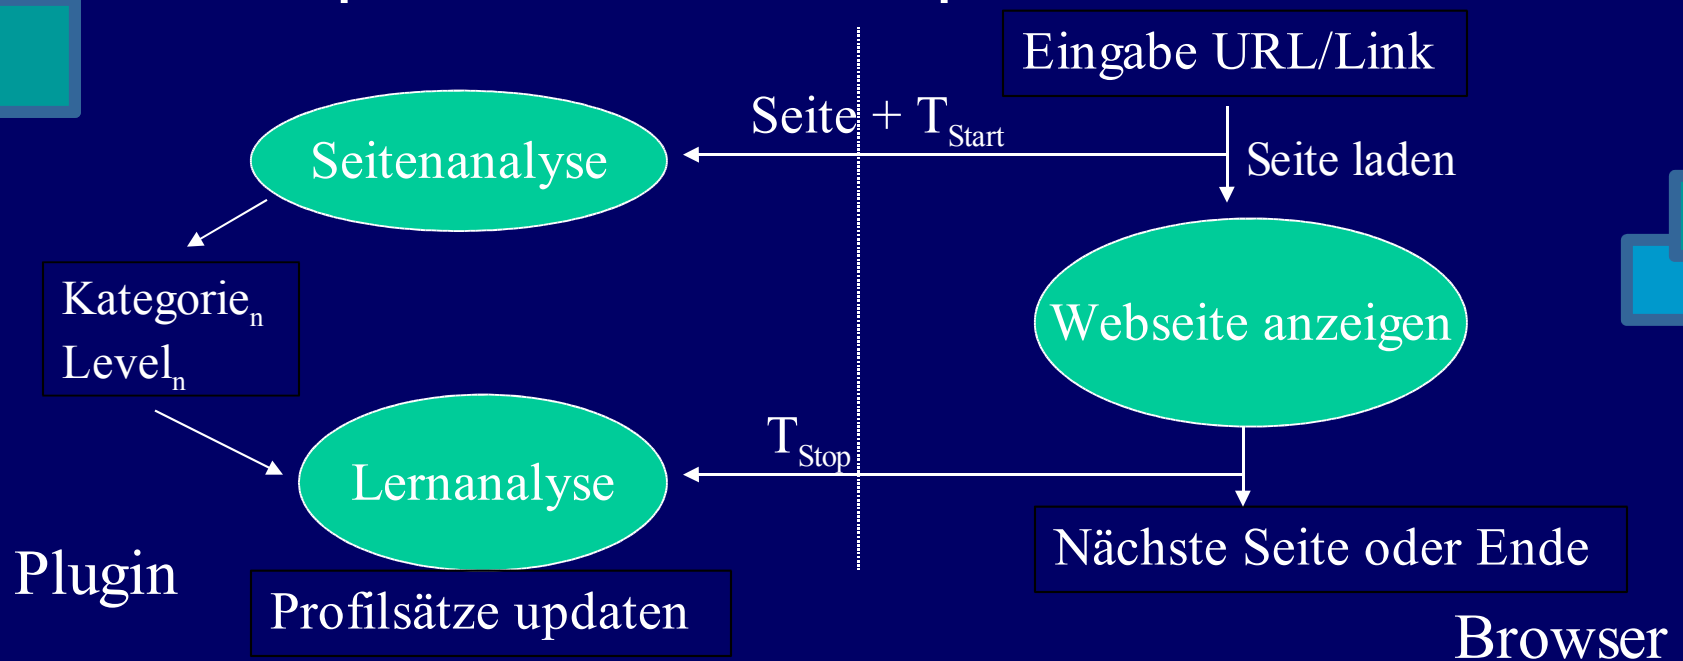 Eingabe URL/Link
Seite + T_Start
Seitenanalyse
Seite laden
Kategorie_n
Level_n
Webseite anzeigen
T_Stop
Lernanalyse
Nächste Seite oder Ende
Plugin
Profilsätze updaten
Browser